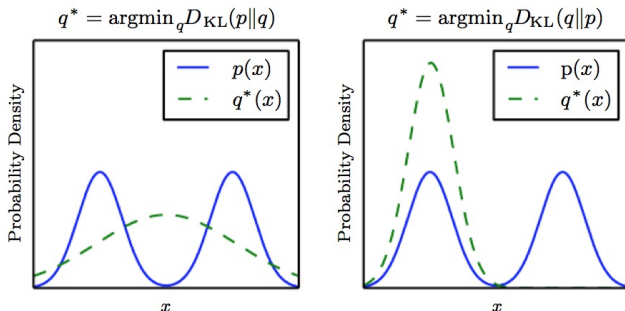 q* = argmin_q D_KL(p‖q)
Probability Density
p(x)
q*(x)
x
q* = argmin_q D_KL(q‖p)
Probability Density
p(x)
q*(x)
x